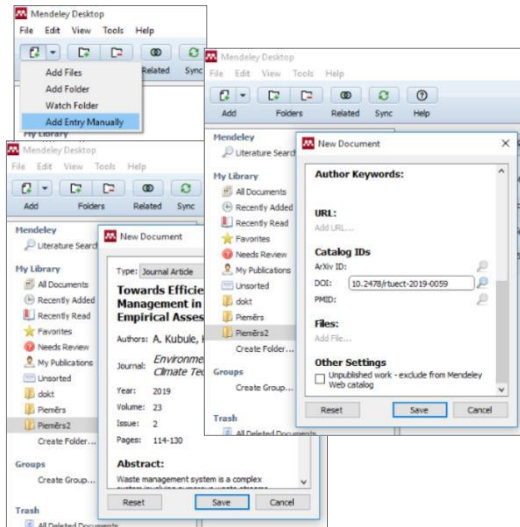 Mendeley Desktop
File Edit View Tools Help
Related Sync
Add Files
Add Folder
Watch Folder
Add Entry Manually
My Library
Mendeley Desktop
File Edit View Tools Help
Add Folders Related Sync Help
Mendeley
Literature Search
My Library
All Documents
Recently Added
Recently Read
Favorites
Needs Review
My Publications
Unsorted
dokt
Piemērs
Piemērs2
Create Folder...
Groups
Create Group...
Trash
All Deleted Documents
New Document
Author Keywords:
URL:
Add URL...
Catalog IDs
ArXiv ID:
DOI: 10.2478/rtuect-2019-0059
PMID:
Files:
Add File...
Other Settings
Unpublished work - exclude from Mendeley
Web catalog
Reset Save Cancel
Mendeley Desktop
File Edit View Tools Help
Add Folders Related Sync
Mendeley
Literature Search
My Library
All Documents
Recently Added
Recently Read
Favorites
Needs Review
My Publications
Unsorted
dokt
Piemērs
Piemērs2
Create Folder...
Groups
Create Group...
Trash
All Deleted Documents
New Document
Type: Journal Article
Towards Efficie
Management in
Empirical Asses
Authors: A. Kubule,
Journal: Environme
Climate Tec
Year: 2019
Volume: 23
Issue: 2
Pages: 114-130
Abstract:
Waste management system is a complex
system involving numerous waste streams
Reset Save Cancel